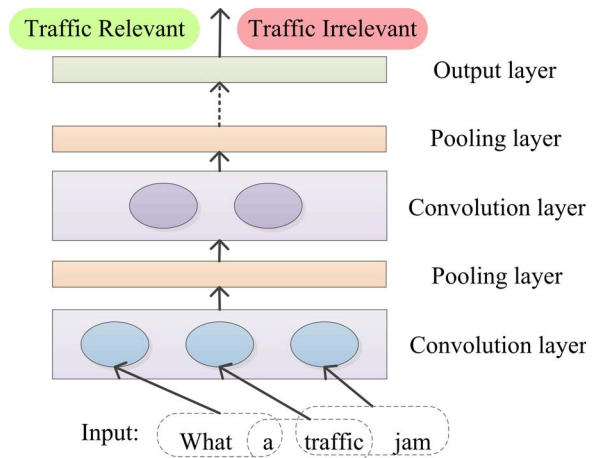 Traffic Relevant Traffic Irrelevant
Output layer
Pooling layer
Convolution layer
Pooling layer
Convolution layer
Input: What a traffic jam